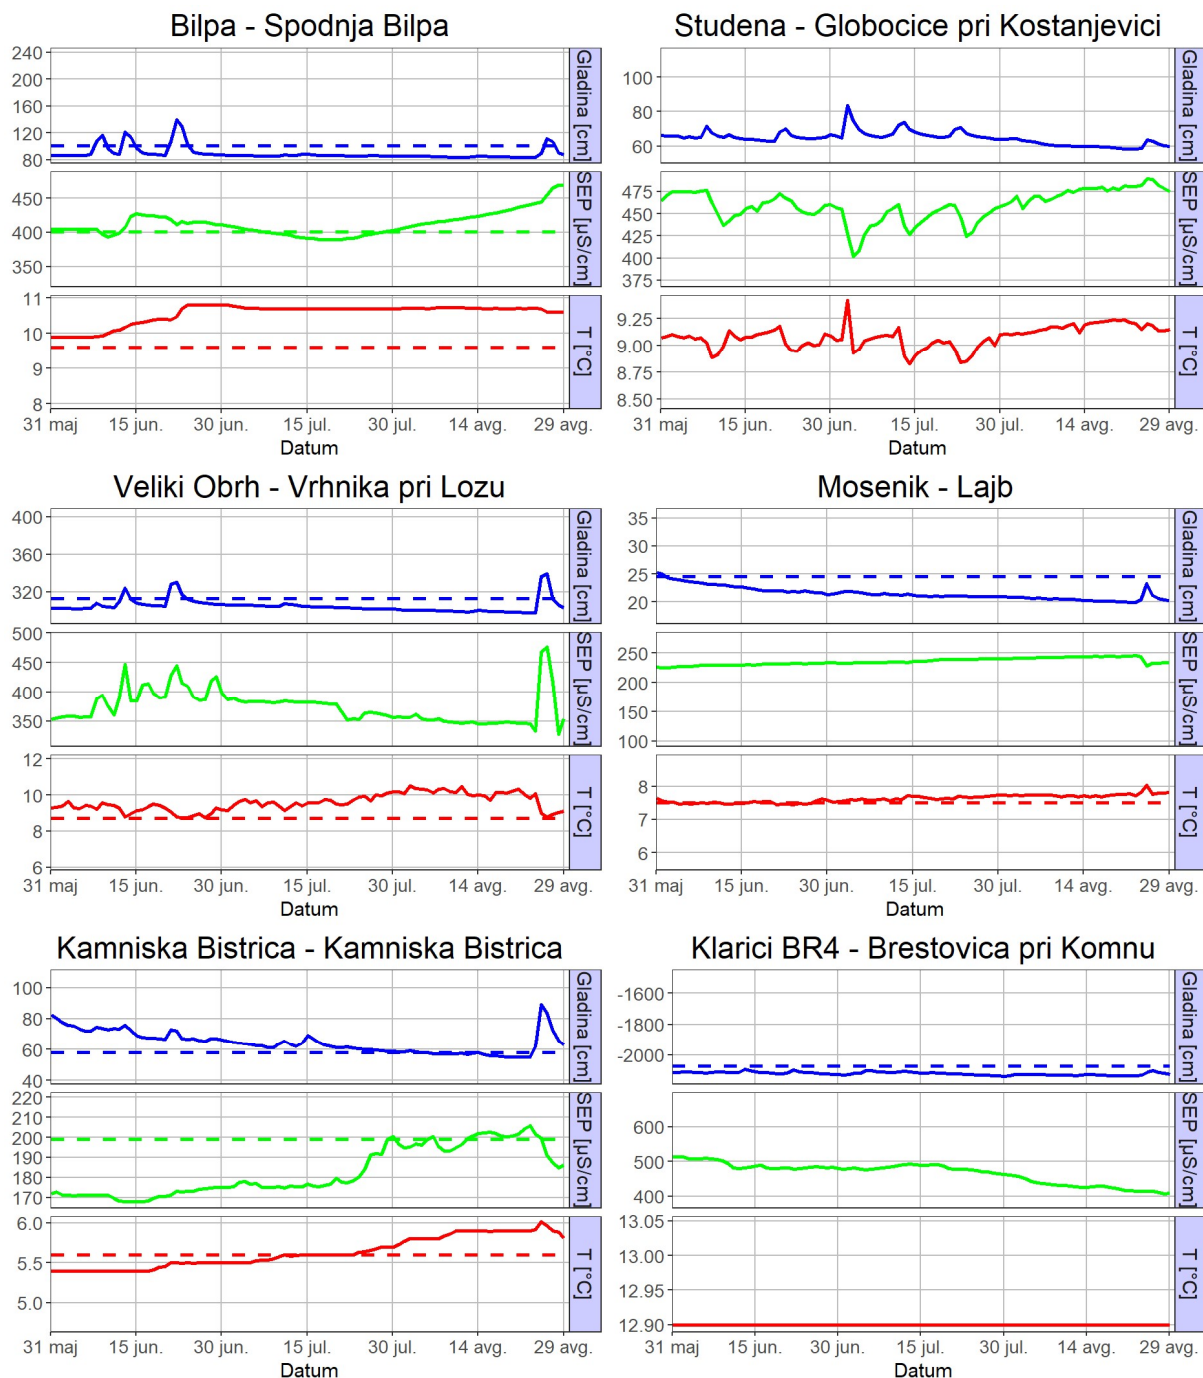 Bilpa - Spodnja Bilpa
240
200
160
120
80
Gladina [cm]
450
400
350
SEP [µS/cm]
11
10
9
8
T [°C]
31 maj
15 jun.
30 jun.
15 jul.
30 jul.
14 avg.
29 avg.
Datum
Studena - Globocice pri Kostanjevici
100
80
60
Gladina [cm]
475
450
425
400
375
SEP [µS/cm]
9.25
9.00
8.75
8.50
T [°C]
31 maj
15 jun.
30 jun.
15 jul.
30 jul.
14 avg.
29 avg.
Datum
Veliki Obrh - Vrhnika pri Lozu
400
360
320
Gladina [cm]
500
450
400
350
SEP [µS/cm]
12
10
8
6
T [°C]
31 maj
15 jun.
30 jun.
15 jul.
30 jul.
14 avg.
29 avg.
Datum
Mosenik - Lajb
35
30
25
20
Gladina [cm]
250
200
150
100
SEP [µS/cm]
8
7
6
T [°C]
31 maj
15 jun.
30 jun.
15 jul.
30 jul.
14 avg.
29 avg.
Datum
Kamniska Bistrica - Kamniska Bistrica
100
80
60
40
Gladina [cm]
220
210
200
190
180
170
SEP [µS/cm]
6.0
5.5
5.0
T [°C]
31 maj
15 jun.
30 jun.
15 jul.
30 jul.
14 avg.
29 avg.
Datum
Klarici BR4 - Brestovica pri Komnu
-1600
-1800
-2000
Gladina [cm]
600
500
400
SEP [µS/cm]
13.05
13.00
12.95
12.90
T [°C]
31 maj
15 jun.
30 jun.
15 jul.
30 jul.
14 avg.
29 avg.
Datum